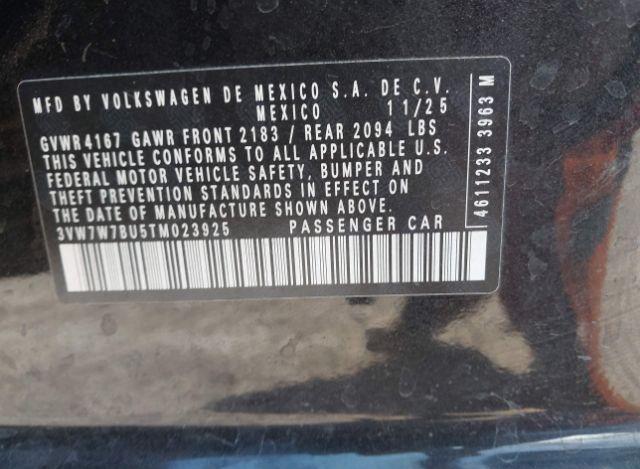 MFD BY VOLKSWAGEN DE MEXICO S.A. DE C.V.
MEXICO 11/25
GVWR 4167 GAWR FRONT 2183 / REAR 2094 LBS
THIS VEHICLE CONFORMS TO ALL APPLICABLE U.S.
FEDERAL MOTOR VEHICLE SAFETY, BUMPER AND
THEFT PREVENTION STANDARDS IN EFFECT ON
THE DATE OF MANUFACTURE SHOWN ABOVE.
3VW7W7BU5TM023925 PASSENGER CAR
4611233 3963 M